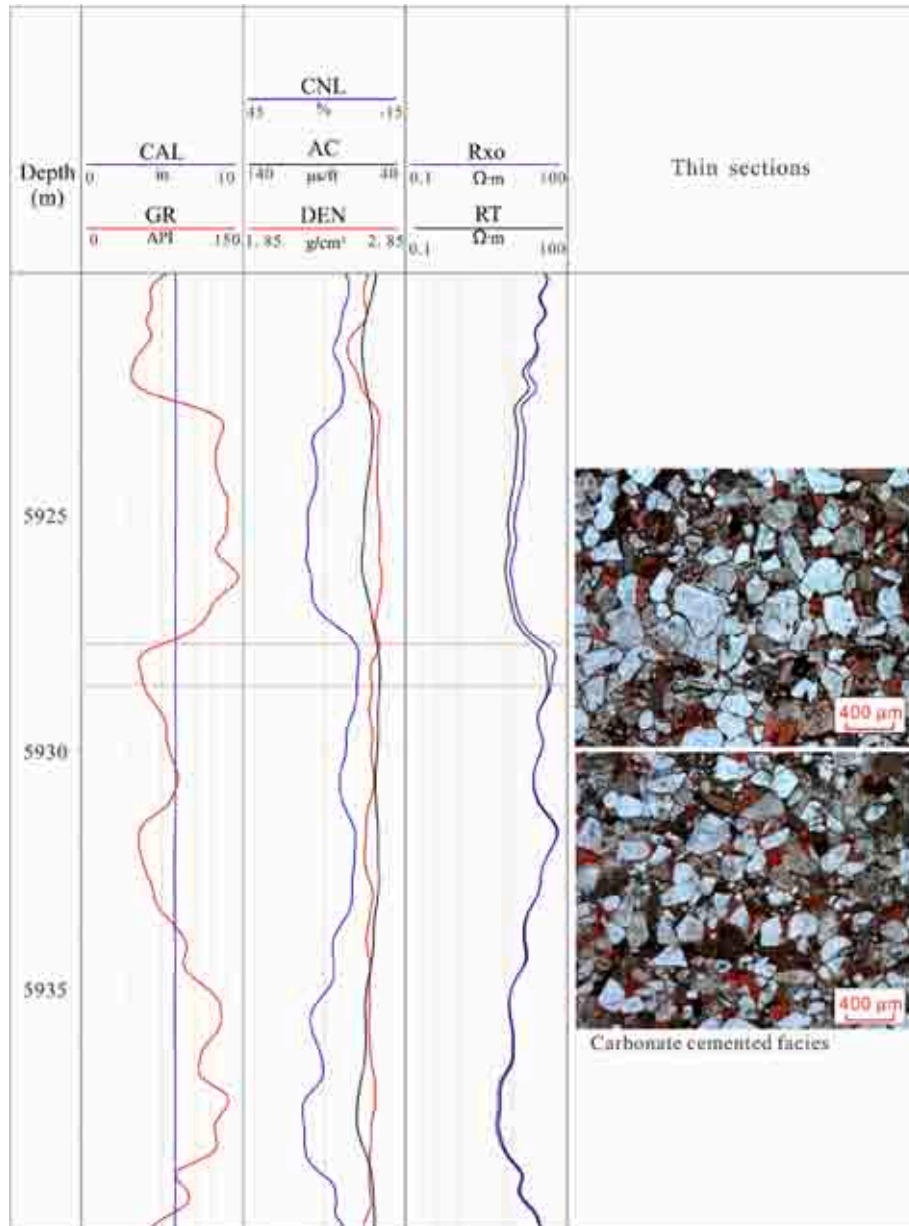 CNL
45 % -15
CAL AC Rxo
Depth 0 in 10 140 μs/ft 40 0.1 Ω·m 100 Thin sections
(m)
GR DEN RT
0 API 150 1.85 g/cm³ 2.85 0.1 Ω·m 100
5925
400 μm
5930
5935
400 μm
Carbonate cemented facies